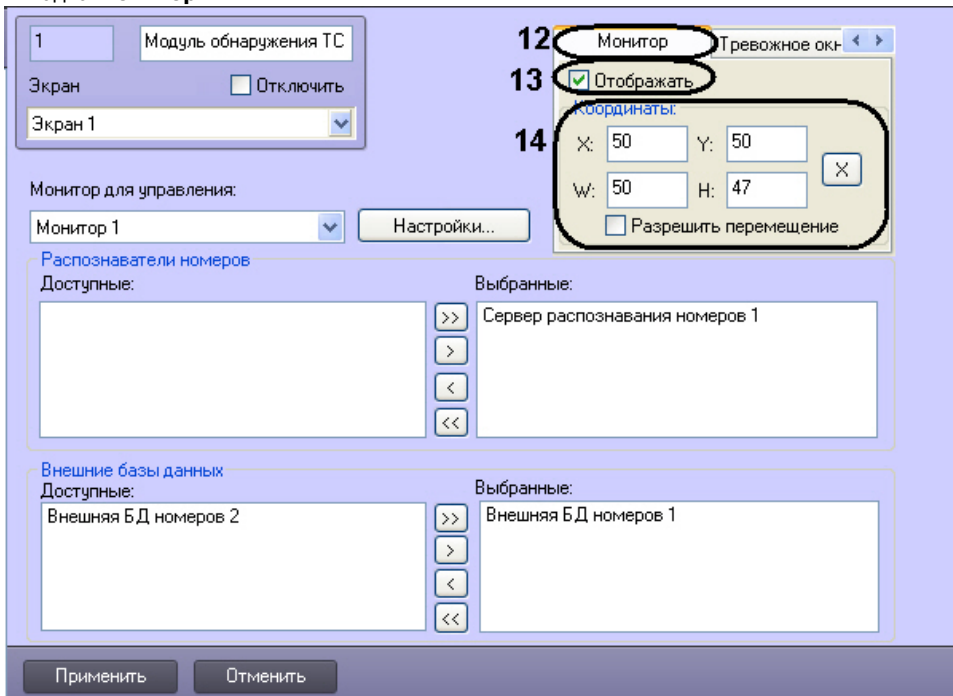 1
Модуль обнаружения ТС
Экран
Отключить
Экран 1
12
Монитор
Тревожное окн
13
Отображать
14
Координаты:
X: 50 Y: 50
X
W: 50 H: 47
Разрешить перемещение
Монитор для управления:
Монитор 1
Настройки...
Распознаватели номеров
Доступные:
Выбранные:
Сервер распознавания номеров 1
>>
>
<
<<
Внешние базы данных
Доступные:
Выбранные:
Внешняя БД номеров 2
Внешняя БД номеров 1
>>
>
<
<<
Применить
Отменить